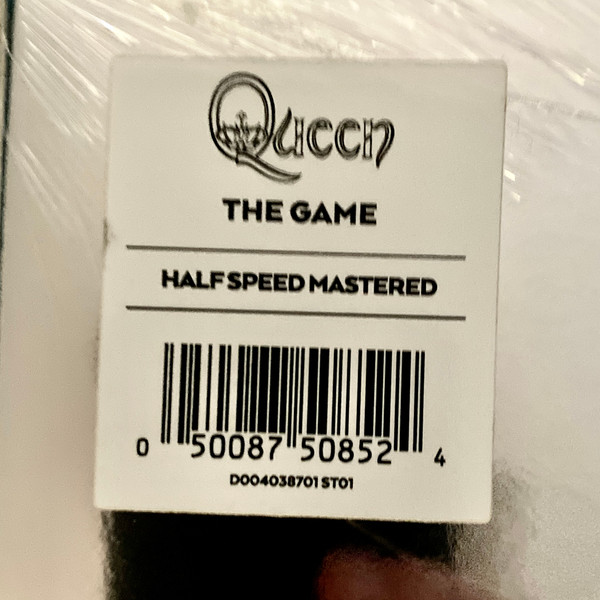 Queen
THE GAME
HALF SPEED MASTERED
0 50087 50852 4
D004038701 ST01